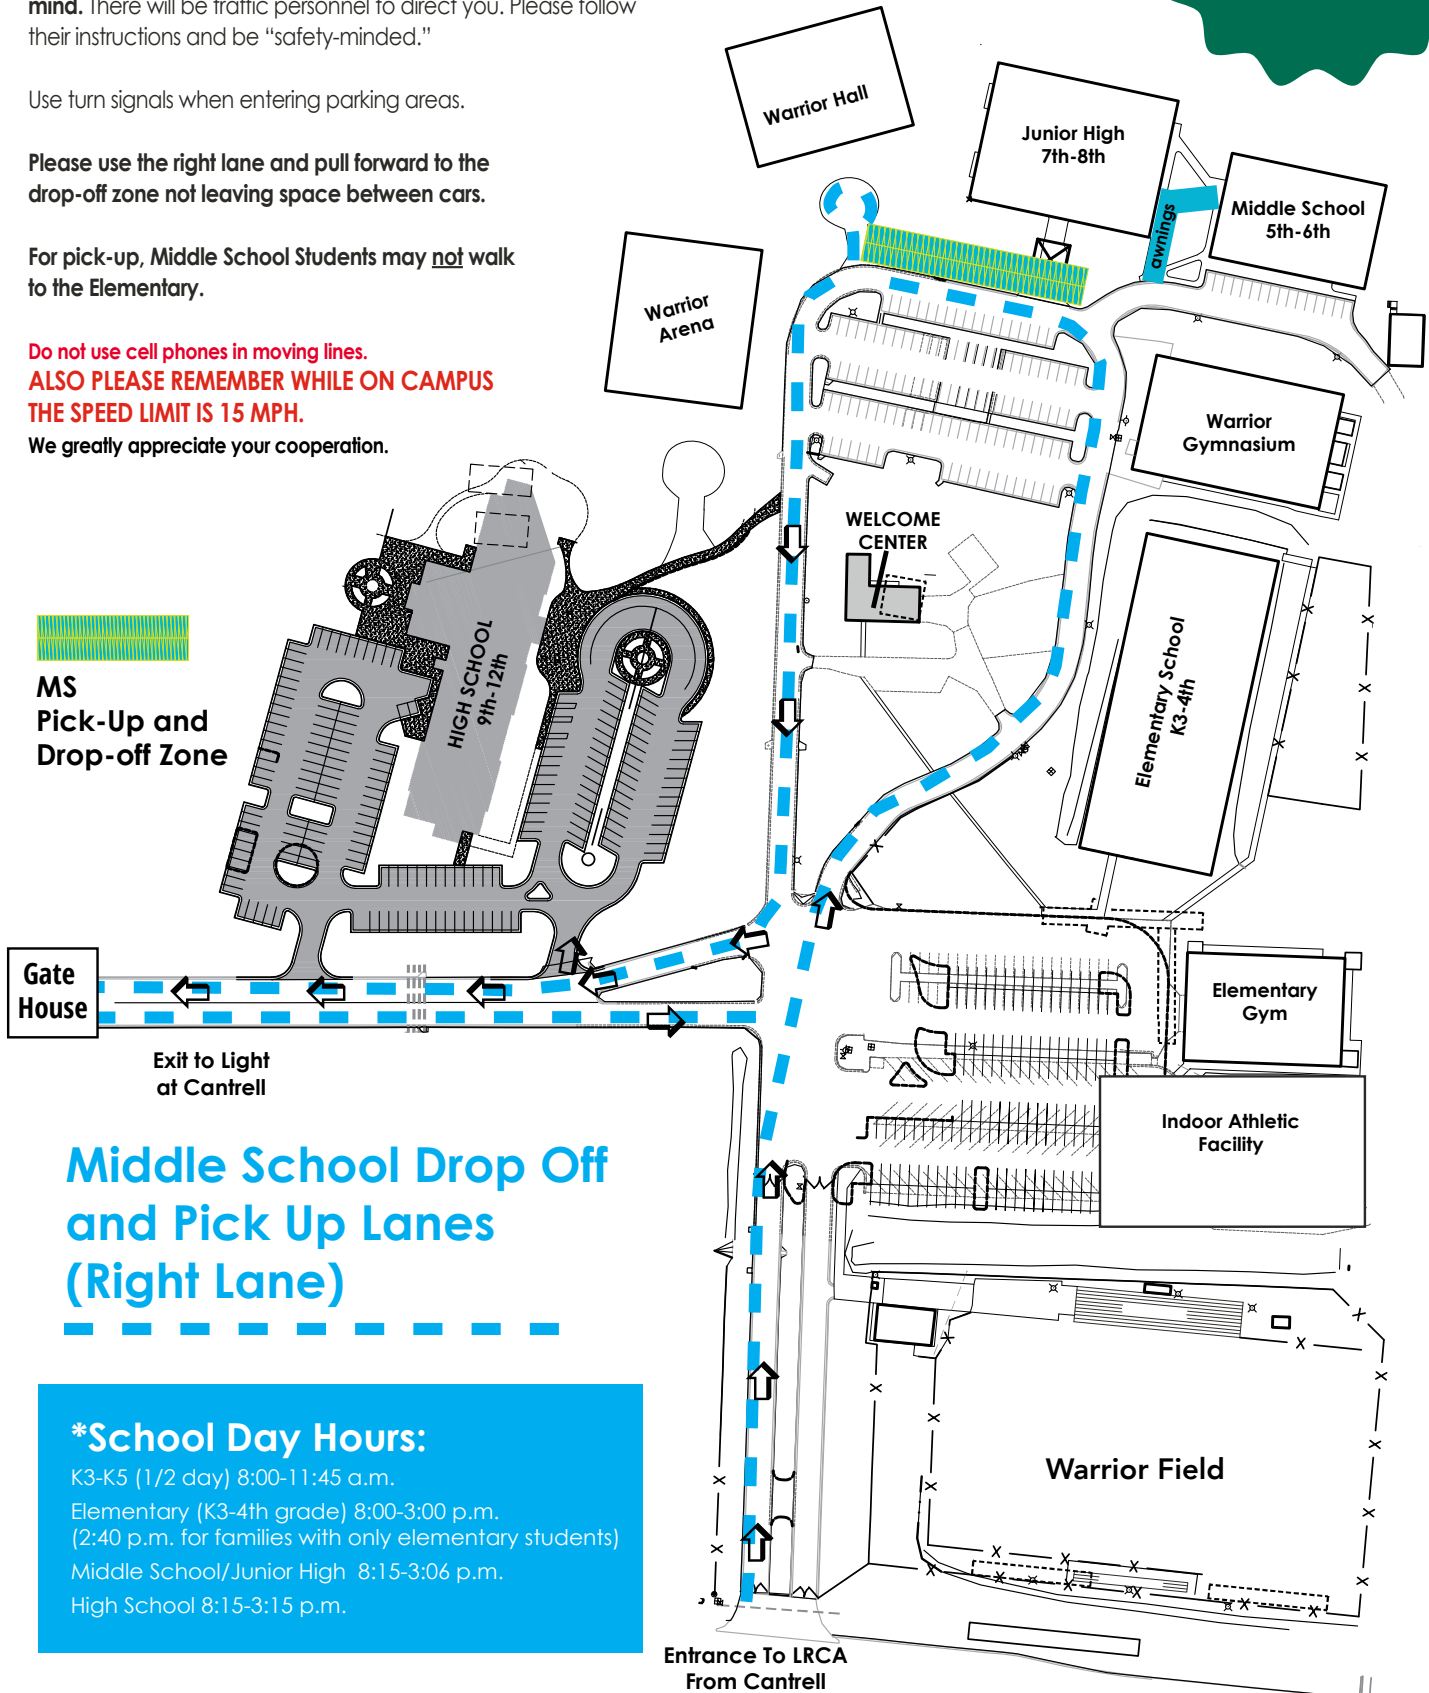 mind. There will be traffic personnel to direct you. Please follow
their instructions and be “safety-minded.”
Use turn signals when entering parking areas.
Please use the right lane and pull forward to the
drop-off zone not leaving space between cars.
For pick-up, Middle School Students may not walk
to the Elementary.
Do not use cell phones in moving lines.
ALSO PLEASE REMEMBER WHILE ON CAMPUS
THE SPEED LIMIT IS 15 MPH.
We greatly appreciate your cooperation.
Warrior Hall
Junior High
7th-8th
Middle School
5th-6th
awnings
Warrior
Arena
Warrior
Gymnasium
WELCOME
CENTER
HIGH SCHOOL
9th-12th
Elementary School
K3-4th
MS
Pick-Up and
Drop-off Zone
Gate
House
Exit to Light
at Cantrell
Elementary
Gym
Indoor Athletic
Facility
Middle School Drop Off
and Pick Up Lanes
(Right Lane)
*School Day Hours:
K3-K5 (1/2 day) 8:00-11:45 a.m.
Elementary (K3-4th grade) 8:00-3:00 p.m.
(2:40 p.m. for families with only elementary students)
Middle School/Junior High  8:15-3:06 p.m.
High School 8:15-3:15 p.m.
Warrior Field
Entrance To LRCA
From Cantrell